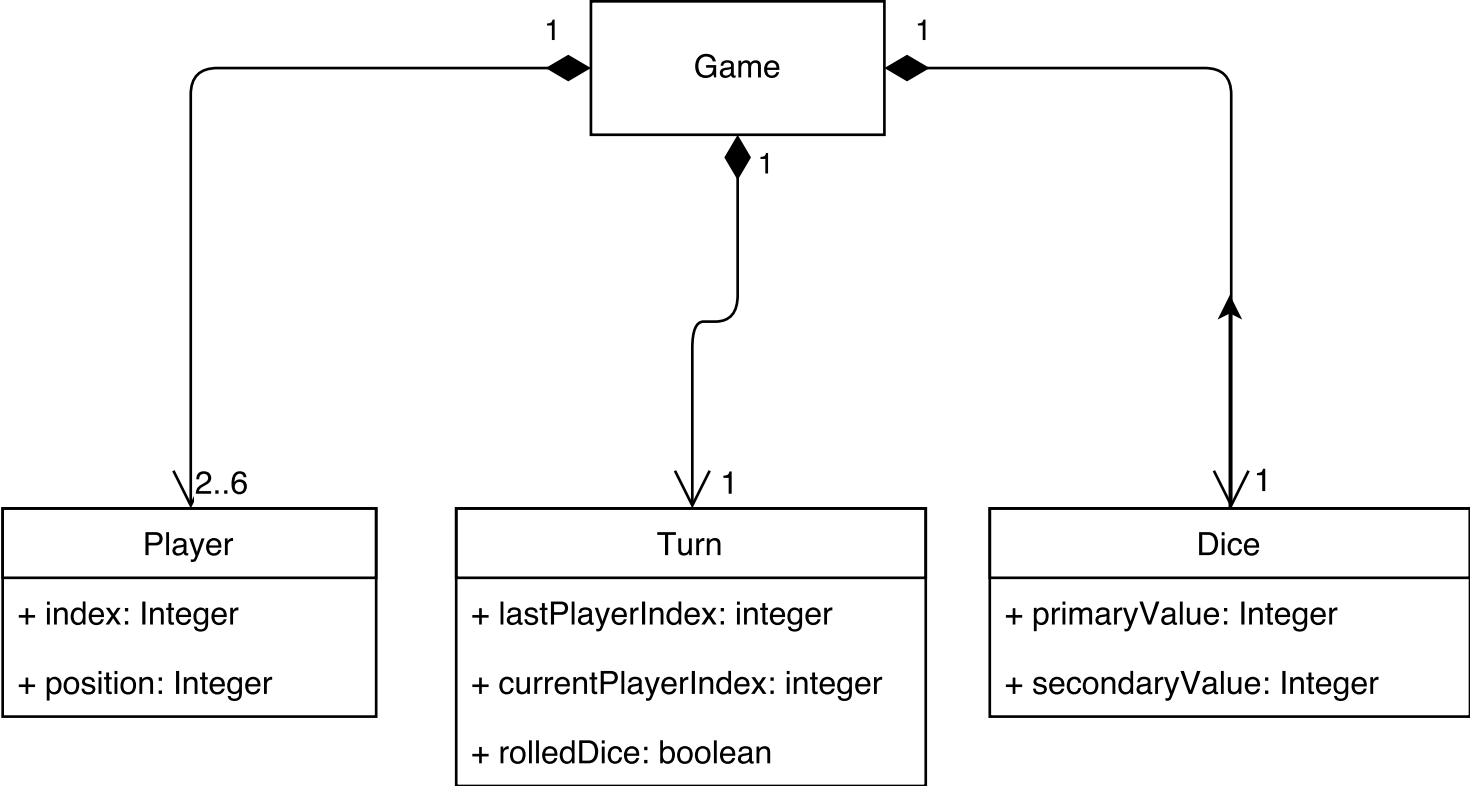 1
Game
1
1
2..6
1
1
Player
+ index: Integer
+ position: Integer
Turn
+ lastPlayerIndex: integer
+ currentPlayerIndex: integer
+ rolledDice: boolean
Dice
+ primaryValue: Integer
+ secondaryValue: Integer